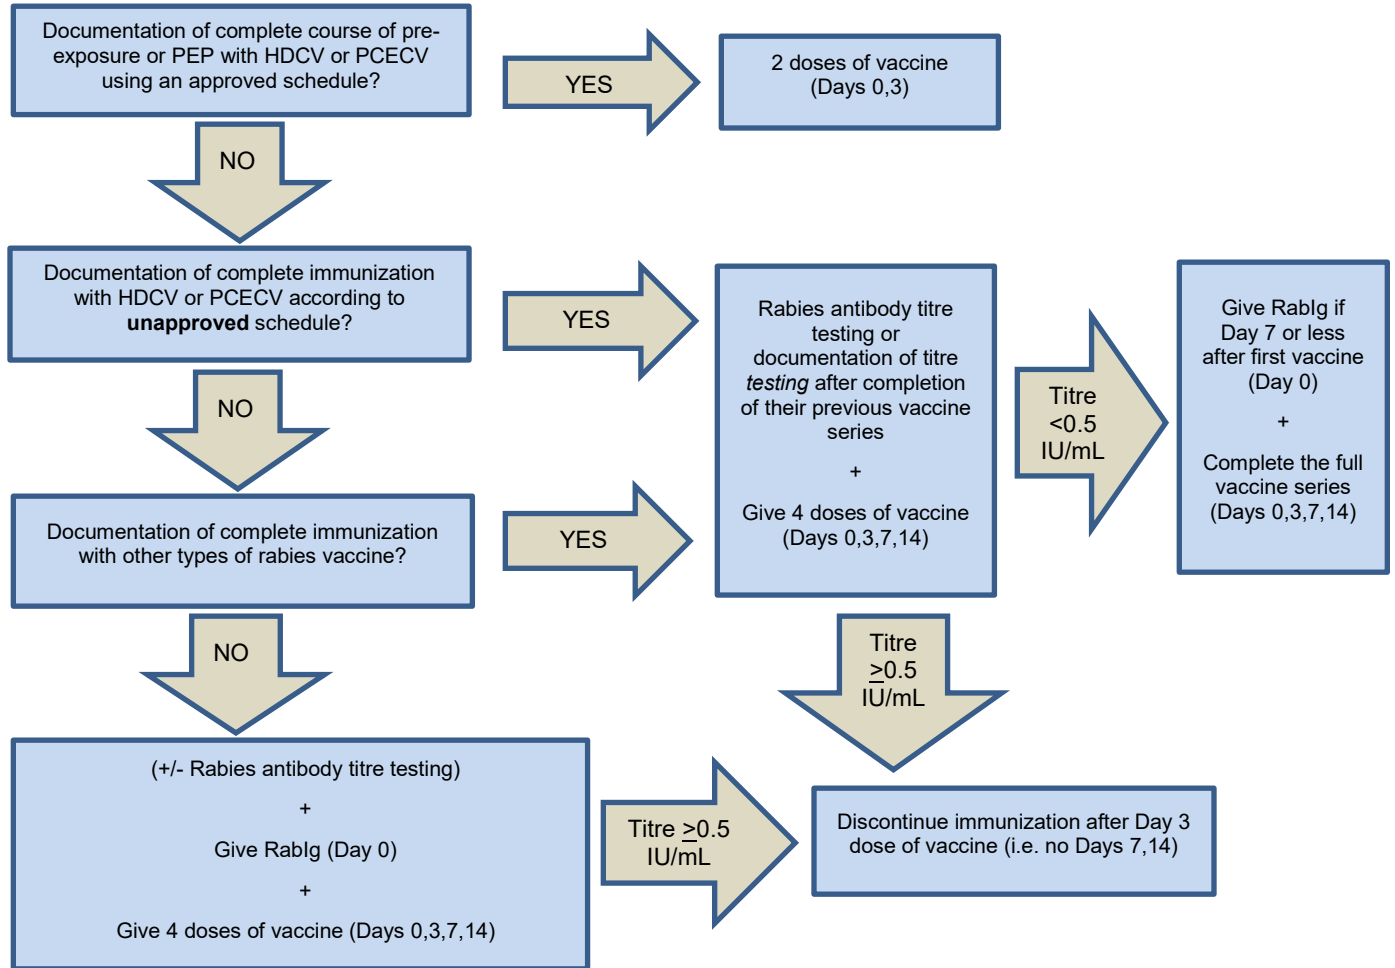 Documentation of complete course of pre-
exposure or PEP with HDCV or PCECV
using an approved schedule?
YES
2 doses of vaccine
(Days 0,3)
NO
Documentation of complete immunization
with HDCV or PCECV according to
unapproved schedule?
YES
Rabies antibody titre
testing or
documentation of titre
testing after completion
of their previous vaccine
series
+
Give 4 doses of vaccine
(Days 0,3,7,14)
Titre
<0.5
IU/mL
Give RabIg if
Day 7 or less
after first vaccine
(Day 0)
+
Complete the full
vaccine series
(Days 0,3,7,14)
NO
Documentation of complete immunization
with other types of rabies vaccine?
YES
NO
Titre
≥0.5
IU/mL
(+/- Rabies antibody titre testing)
+
Give RabIg (Day 0)
+
Give 4 doses of vaccine (Days 0,3,7,14)
Titre ≥0.5
IU/mL
Discontinue immunization after Day 3
dose of vaccine (i.e. no Days 7,14)